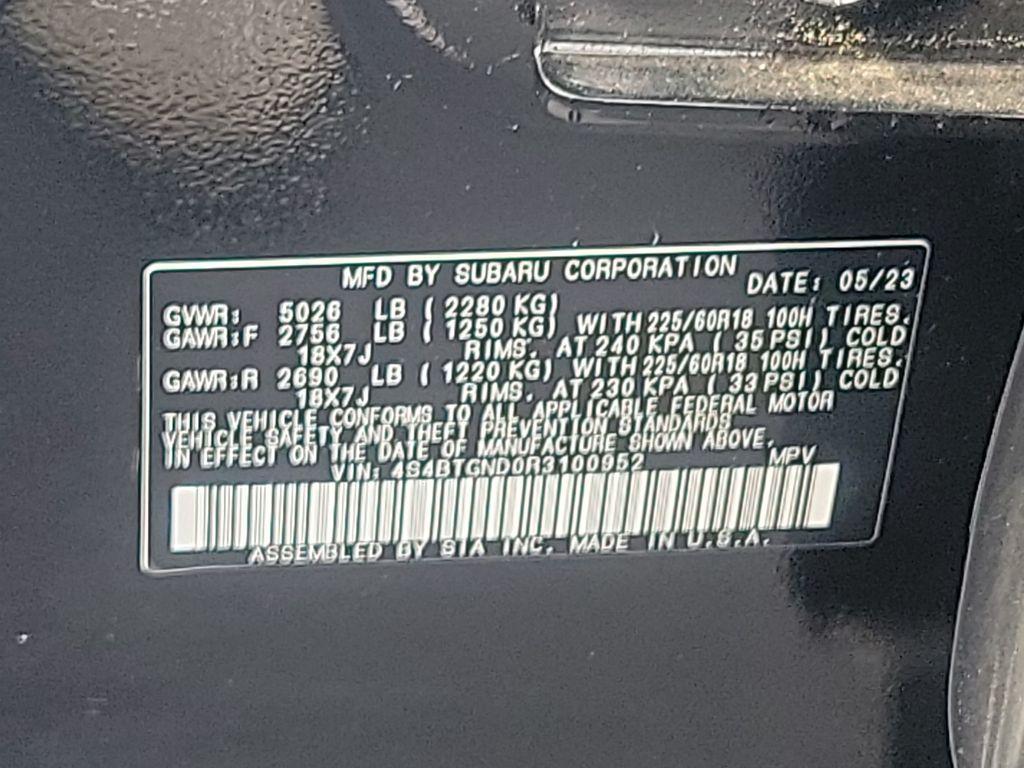 MFD BY SUBARU CORPORATION DATE: 05/23
GVWR: 5026 LB ( 2280 KG)
GAWR:F 2756 LB ( 1250 KG) WITH 225/60R18 100H TIRES.
18X7J RIMS. AT 240 KPA ( 35 PSI) COLD
GAWR:R 2690 LB ( 1220 KG) WITH 225/60R18 100H TIRES.
18X7J RIMS. AT 230 KPA ( 33 PSI) COLD
THIS VEHICLE CONFORMS TO ALL APPLICABLE FEDERAL MOTOR
VEHICLE SAFETY AND THEFT PREVENTION STANDARDS
IN EFFECT ON THE DATE OF MANUFACTURE SHOWN ABOVE.
VIN: 4S4BTGND0R3100952 MPV
ASSEMBLED BY SIA INC. MADE IN U.S.A.